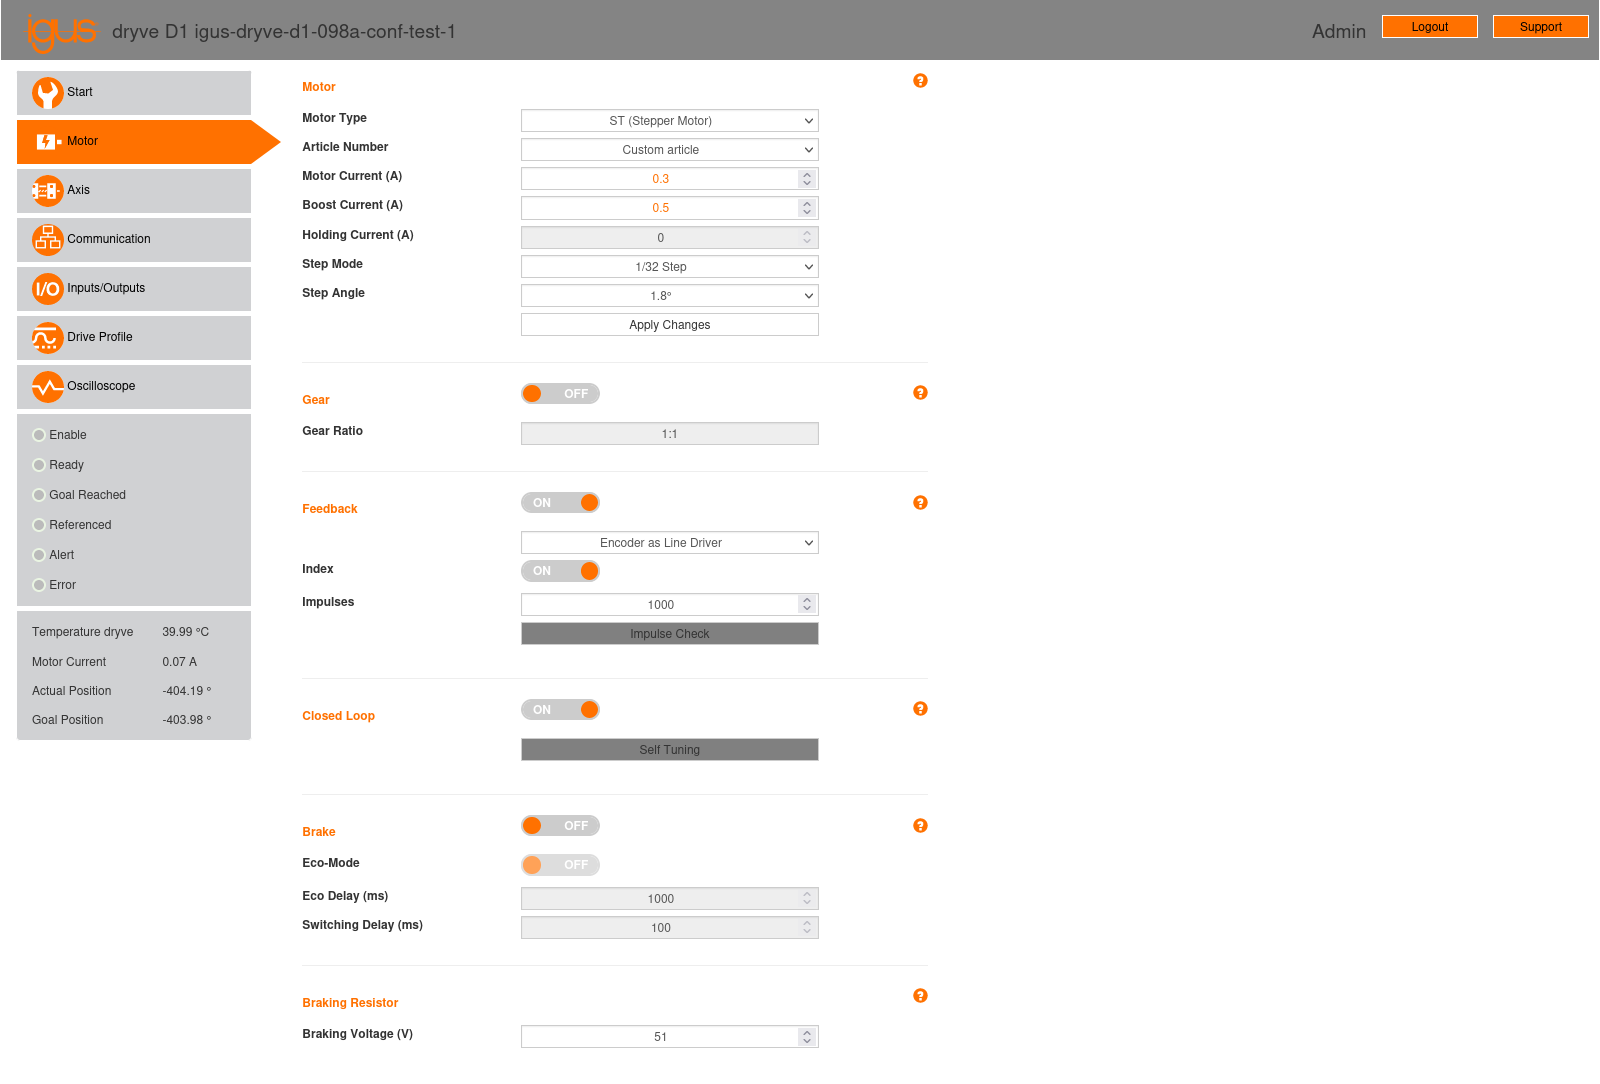 igus dryve D1 igus-dryve-d1-098a-conf-test-1 Admin Logout Support
Start
Motor
Axis
Communication
I/O Inputs/Outputs
Drive Profile
Oscilloscope
Enable
Ready
Goal Reached
Referenced
Alert
Error
Temperature dryve 39.99 °C
Motor Current 0.07 A
Actual Position -404.19 °
Goal Position -403.98 °
Motor ?
Motor Type ST (Stepper Motor)
Article Number Custom article
Motor Current (A) 0.3
Boost Current (A) 0.5
Holding Current (A) 0
Step Mode 1/32 Step
Step Angle 1.8°
Apply Changes
Gear OFF ?
Gear Ratio 1:1
Feedback ON ?
Encoder as Line Driver
Index ON
Impulses 1000
Impulse Check
Closed Loop ON ?
Self Tuning
Brake OFF ?
Eco-Mode OFF
Eco Delay (ms) 1000
Switching Delay (ms) 100
Braking Resistor ?
Braking Voltage (V) 51